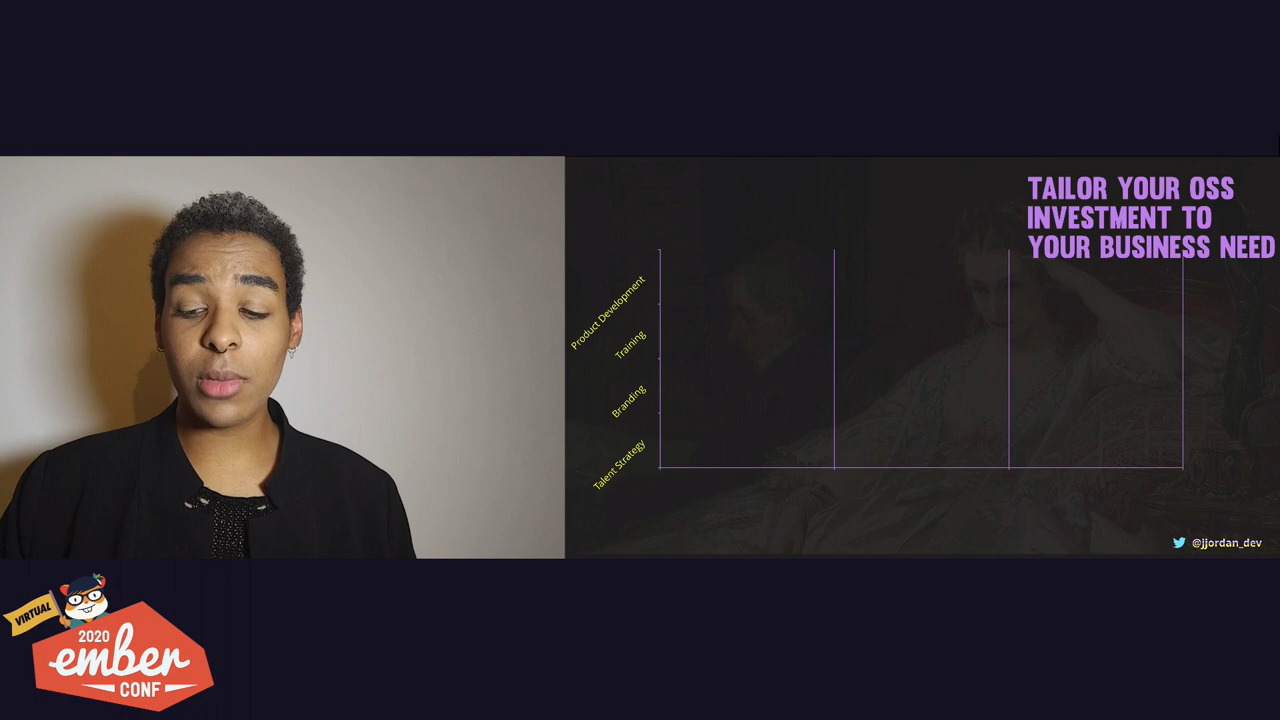 TAILOR YOUR OSS
INVESTMENT TO
YOUR BUSINESS NEED
Product Development
Training
Branding
Talent Strategy
@jjordan_dev
VIRTUAL
2020
ember
CONF